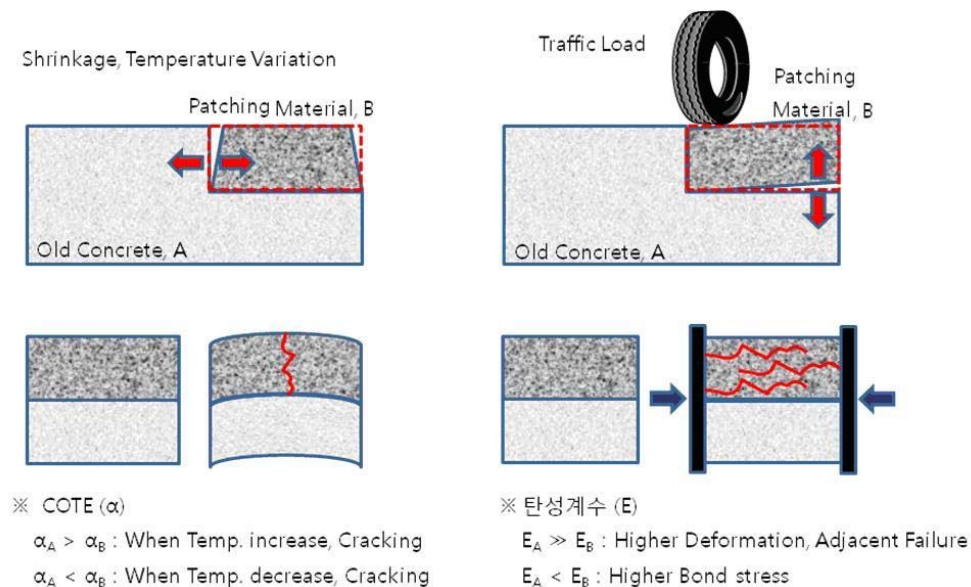 Shrinkage, Temperature Variation
Patching Material, B
Old Concrete, A
Traffic Load
Patching
Material, B
Old Concrete, A
※ COTE (α)
α_A > α_B : When Temp. increase, Cracking
α_A < α_B : When Temp. decrease, Cracking
※ 탄성계수 (E)
E_A ≫ E_B : Higher Deformation, Adjacent Failure
E_A < E_B : Higher Bond stress